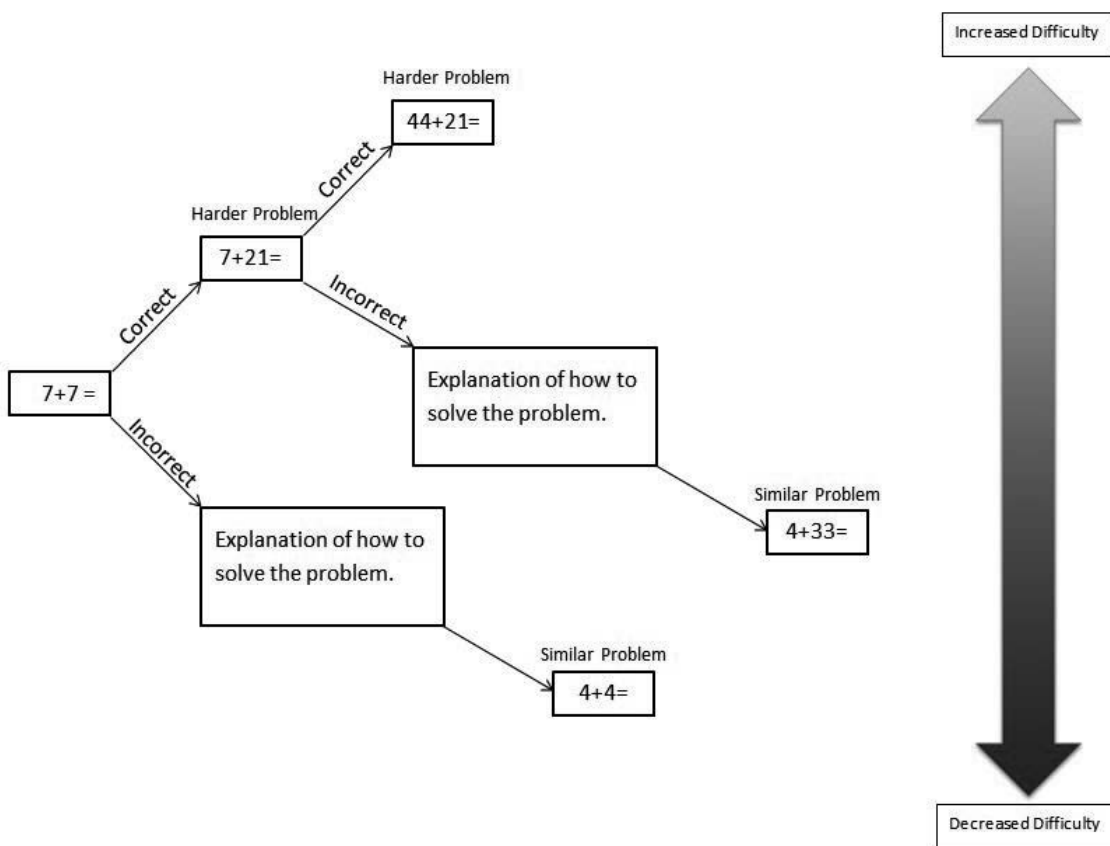 Increased Difficulty
Harder Problem
44+21=
Correct
Harder Problem
7+21=
Incorrect
Correct
Explanation of how to
solve the problem.
7+7 =
Incorrect
Similar Problem
4+33=
Explanation of how to
solve the problem.
Similar Problem
4+4=
Decreased Difficulty